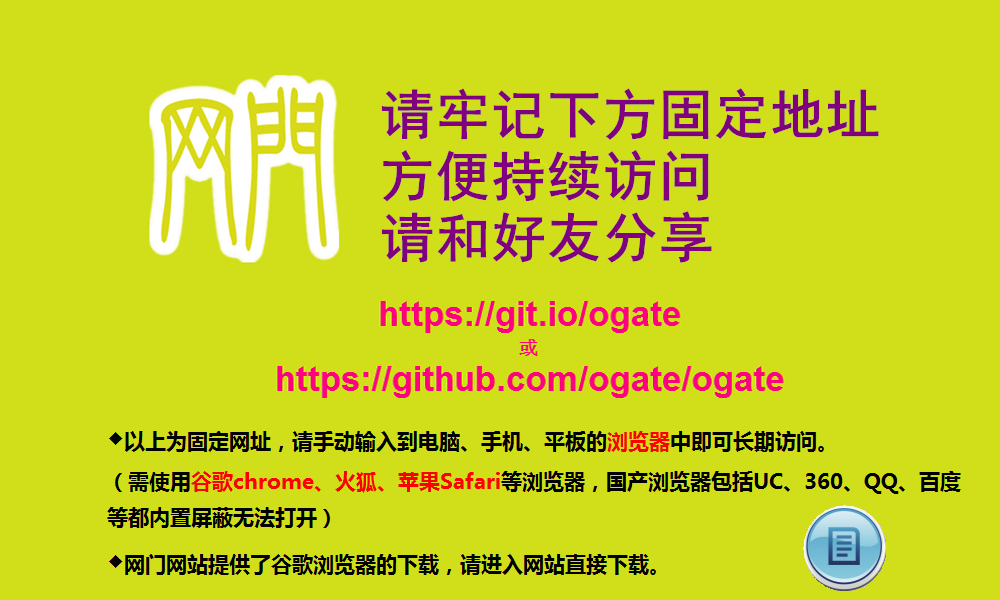 网門
请牢记下方固定地址
方便持续访问
请和好友分享
https://git.io/ogate
或
https://github.com/ogate/ogate
◆以上为固定网址，请手动输入到电脑、手机、平板的浏览器中即可长期访问。
（需使用谷歌chrome、火狐、苹果Safari等浏览器，国产浏览器包括UC、360、QQ、百度
等都内置屏蔽无法打开）
◆网门网站提供了谷歌浏览器的下载，请进入网站直接下载。